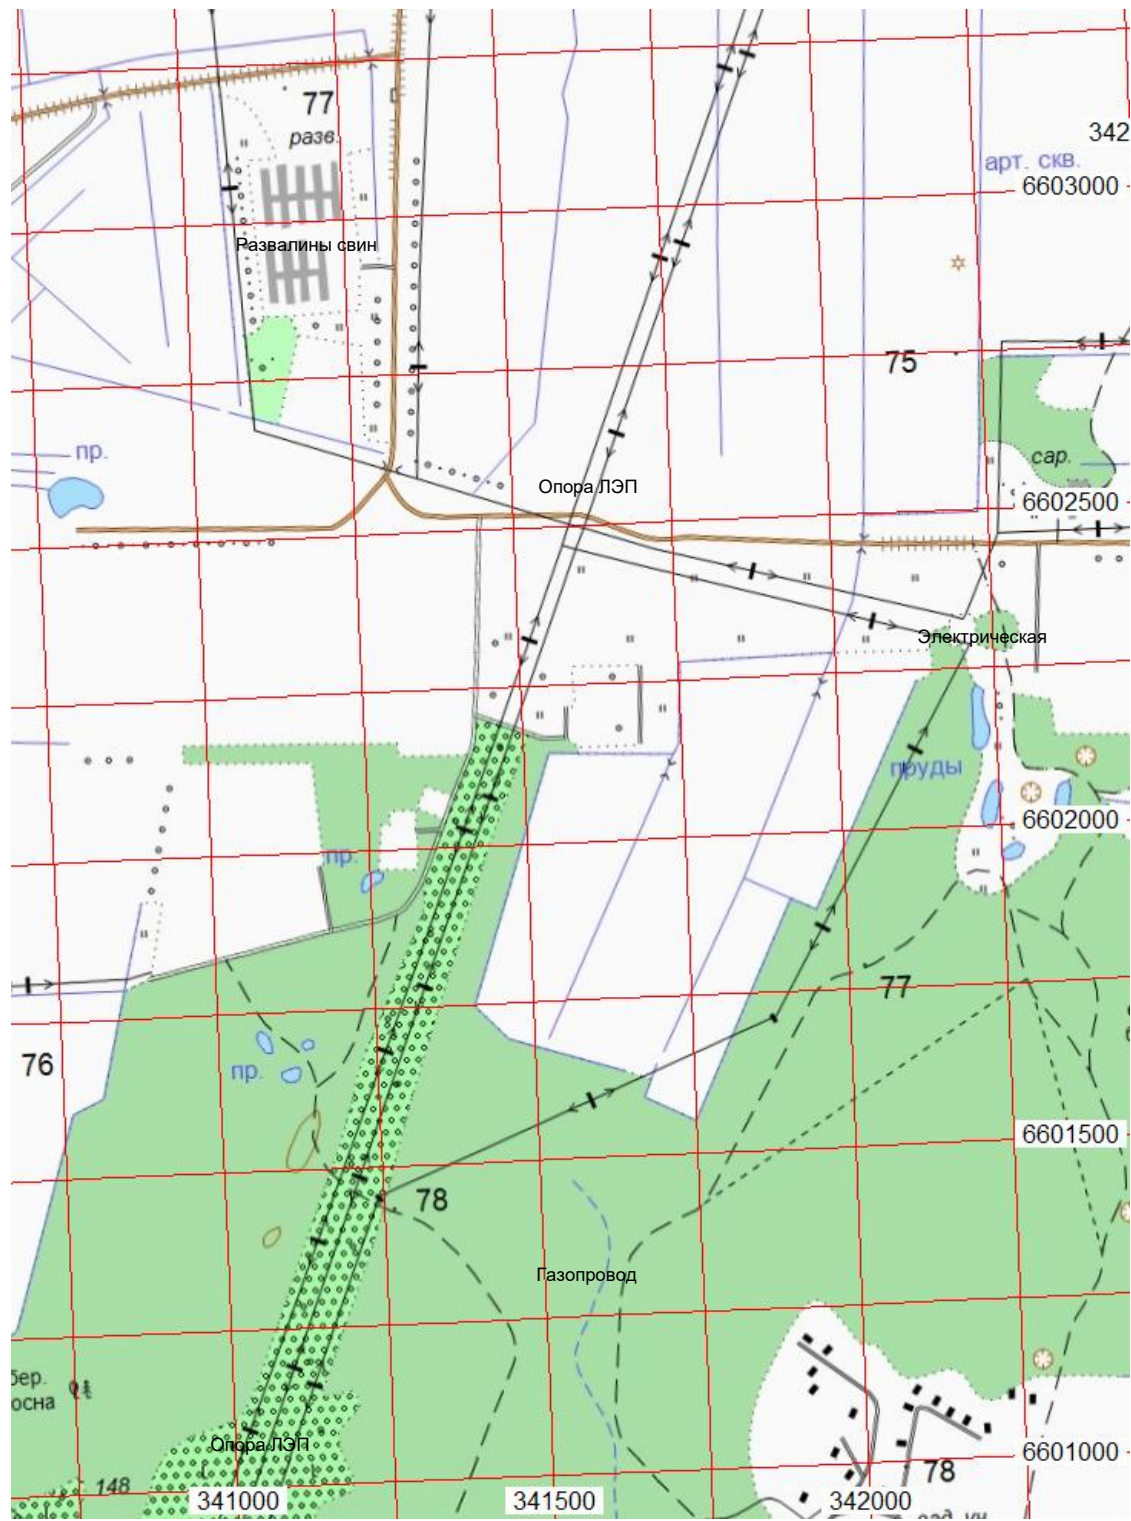 77
разв.
342
арт. скв.
6603000
Развалины свин
75
пр.
сар.
Опора ЛЭП
6602500
Электрическая
пруды
6602000
пр.
77
76
пр.
6601500
78
Газопровод
бер.
осна
Опора ЛЭП
6601000
78
148
341000
341500
342000